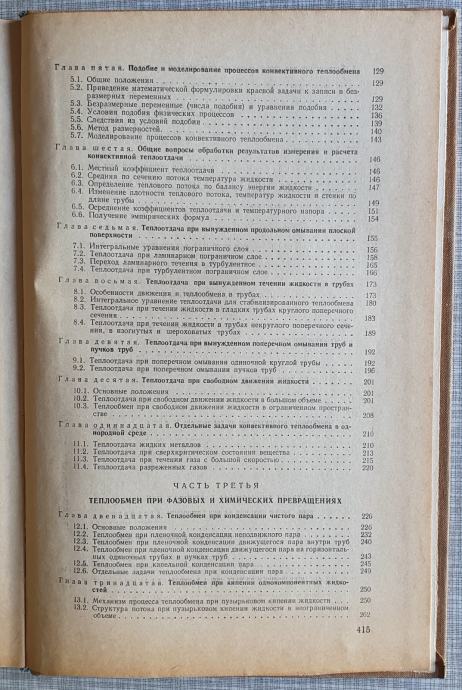 Глава пятая. Подобие и моделирование процессов конвективного теплообмена 129
5.1. Общие положения 129
5.2. Приведение математической формулировки краевой задачи к записи в без-
размерных переменных 129
5.3. Безразмерные переменные (числа подобия) и уравнения подобия 132
5.4. Условия подобия физических процессов 136
5.5. Следствия из условий подобия 139
5.6. Метод размерностей 140
5.7. Моделирование процессов конвективного теплообмена 143
Глава шестая. Общие вопросы обработки результатов измерения и расчета
конвективной теплоотдачи 146
6.1. Местный коэффициент теплоотдачи 146
6.2. Средняя по сечению потока температура жидкости 146
6.3. Определение теплового потока по балансу энергии жидкости 147
6.4. Изменение плотности теплового потока, температур жидкости и стенки по
длине трубы 149
6.5. Осреднение коэффициентов теплоотдачи и температурного напора 151
6.6. Получение эмпирических формул 154
Глава седьмая. Теплоотдача при вынужденном продольном омывании плоской
поверхности 155
7.1. Интегральные уравнения пограничного слоя 156
7.2. Теплоотдача при ламинарном пограничном слое 158
7.3. Переход ламинарного течения в турбулентное 165
7.4. Теплоотдача при турбулентном пограничном слое 166
Глава восьмая. Теплоотдача при вынужденном течении жидкости в трубах 173
8.1. Особенности движения и теплообмена в трубах 173
8.2. Интегральное уравнение теплоотдачи для стабилизированного теплообмена 180
8.3. Теплоотдача при течении жидкости в гладких трубах круглого поперечного
сечения 183
8.4. Теплоотдача при течении жидкости в трубах некруглого поперечного сече-
ния, в изогнутых и шероховатых трубах 189
Глава девятая. Теплоотдача при вынужденном поперечном омывании труб и
пучков труб 192
9.1. Теплоотдача при поперечном омывании одиночной круглой трубы 192
9.2. Теплоотдача при поперечном омывании пучков труб 196
Глава десятая. Теплоотдача при свободном движении жидкости 201
10.1. Основные положения 201
10.2. Теплоотдача при свободном движении жидкости в большом объеме 201
10.3. Теплообмен при свободном движении жидкости в ограниченном простран-
стве 208
Глава одиннадцатая. Отдельные задачи конвективного теплообмена в од-
нородной среде 210
11.1. Теплоотдача жидких металлов 210
11.2. Теплоотдача при сверхкритическом состоянии вещества 213
11.3. Теплоотдача при течении газа с большой скоростью 215
11.4. Теплоотдача разреженных газов 220
ЧАСТЬ ТРЕТЬЯ
ТЕПЛООБМЕН ПРИ ФАЗОВЫХ И ХИМИЧЕСКИХ ПРЕВРАЩЕНИЯХ
Глава двенадцатая. Теплообмен при конденсации чистого пара 226
12.1. Основные положения 226
12.2. Теплообмен при пленочной конденсации неподвижного пара 232
12.3. Теплообмен при пленочной конденсации движущегося пара внутри труб 240
12.4. Теплообмен при пленочной конденсации движущегося пара на горизонталь-
ных одиночных трубах и пучках труб 243
12.5. Теплообмен при капельной конденсации пара 245
12.6. Отдельные задачи теплообмена при конденсации пара 249
Глава тринадцатая. Теплообмен при кипении однокомпонентных жидко-
стей 250
13.1. Механизм процесса теплообмена при пузырьковом кипении жидкости 250
13.2. Структура потока при пузырьковом кипении жидкости в неограниченном
объеме 262
415